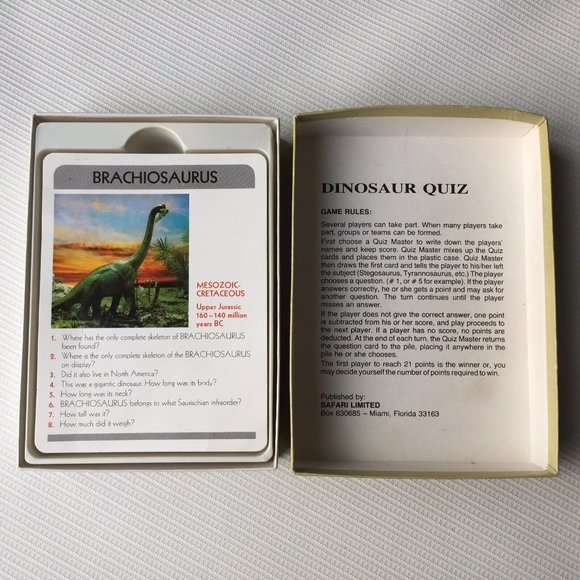 BRACHIOSAURUS
MESOZOIC-
CRETACEOUS
Upper Jurassic
160–140 million
years BC
1. Where has the only complete skeleton of BRACHIOSAURUS
been found?
2. Where is the only complete skeleton of the BRACHIOSAURUS
on display?
3. Did it also live in North America?
4. This was a gigantic dinosaur. How long was its body?
5. How long was its neck?
6. BRACHIOSAURUS belongs to what Saurischian infraorder?
7. How tall was it?
8. How much did it weigh?
DINOSAUR QUIZ
GAME RULES:
Several players can take part. When many players take
part, groups or teams can be formed.
First choose a Quiz Master to write down the players'
names and keep score. Quiz Master mixes up the Quiz
cards and places them in the plastic case. Quiz Master
then draws the first card and tells the player to his/her left
the subject (Stegosaurus, Tyrannosaurus, etc.) The player
chooses a question. (# 1, or # 5 for example). If the player
answers correctly, he or she gets a point and may ask for
another question. The turn continues until the player
misses an answer.
If the player does not give the correct answer, one point
is subtracted from his or her score, and play proceeds to
the next player. If a player has no score, no points are
deducted. At the end of each turn, the Quiz Master returns
the question card to the pile, placing it anywhere in the
pile he or she chooses.
The first player to reach 21 points is the winner or, you
may decide yourself the number of points required to win.
Published by:
SAFARI LIMITED
Box 630685 – Miami, Florida 33163